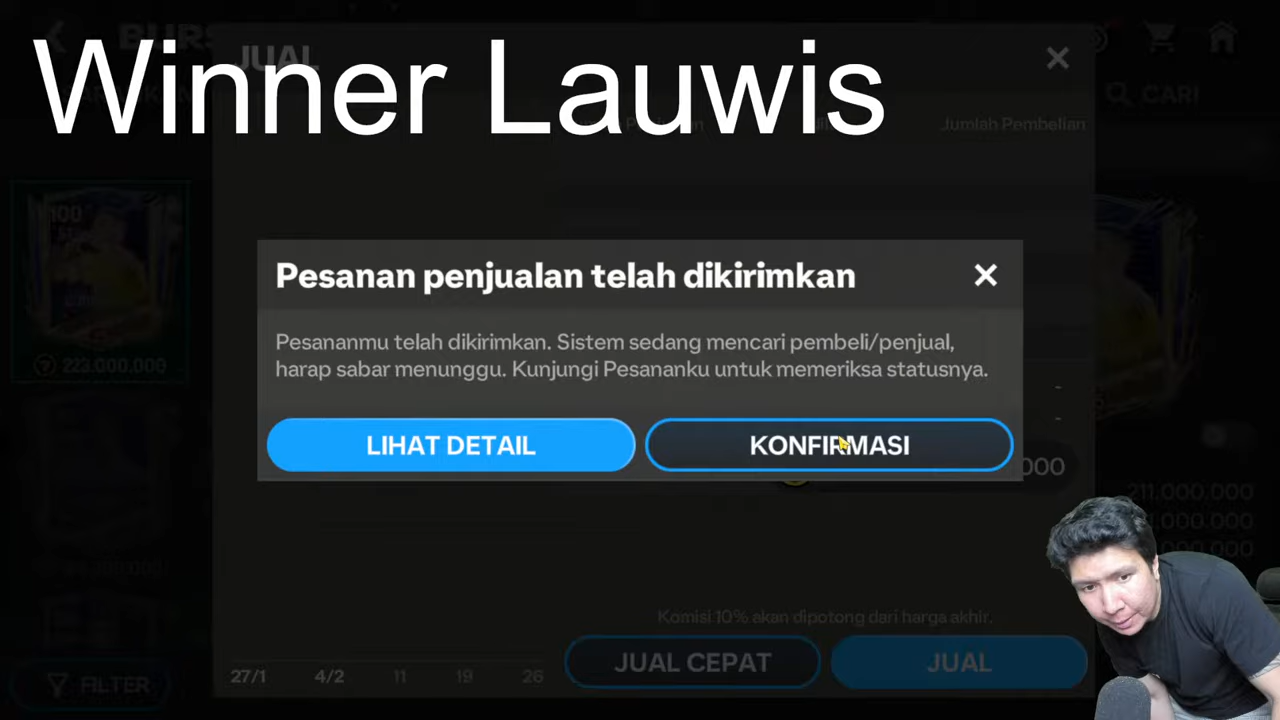 Winner Lauwis
JUAL
CARI
Jumlah Pembelian
100
223.000.000
Pesanan penjualan telah dikirimkan
Pesananmu telah dikirimkan. Sistem sedang mencari pembeli/penjual,
harap sabar menunggu. Kunjungi Pesananku untuk memeriksa statusnya.
LIHAT DETAIL
KONFIRMASI
211.000.000
Komisi 10% akan dipotong dari harga akhir.
27/1 4/2 11 19 26
JUAL CEPAT
JUAL
FILTER